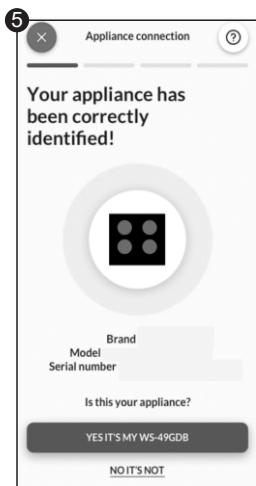 5
Appliance connection
?
Your appliance has
been correctly
identified!
Brand
Model
Serial number
Is this your appliance?
YES IT'S MY WS-49GDB
NO IT'S NOT